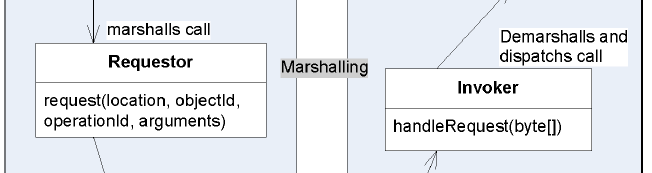 marshalls call
Requestor
request(location, objectId,
operationId, arguments)
Marshalling
Demarshalls and
dispatchs call
Invoker
handleRequest(byte[])